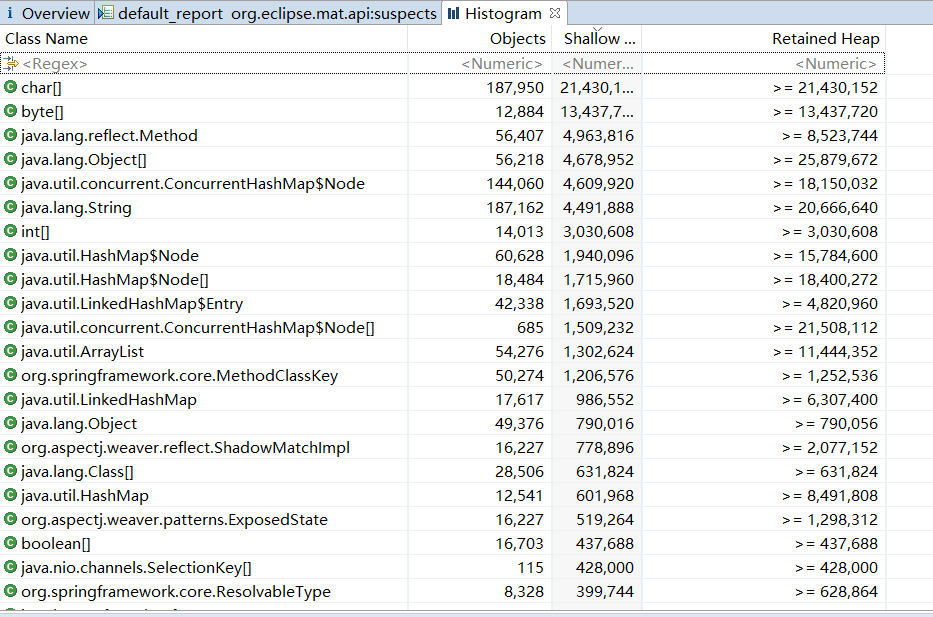 i Overview default_report org.eclipse.mat.api:suspects Histogram
Class Name Objects Shallow ... Retained Heap
<Regex> <Numeric> <Numer... <Numeric>
char[] 187,950 21,430,1... >= 21,430,152
byte[] 12,884 13,437,7... >= 13,437,720
java.lang.reflect.Method 56,407 4,963,816 >= 8,523,744
java.lang.Object[] 56,218 4,678,952 >= 25,879,672
java.util.concurrent.ConcurrentHashMap$Node 144,060 4,609,920 >= 18,150,032
java.lang.String 187,162 4,491,888 >= 20,666,640
int[] 14,013 3,030,608 >= 3,030,608
java.util.HashMap$Node 60,628 1,940,096 >= 15,784,600
java.util.HashMap$Node[] 18,484 1,715,960 >= 18,400,272
java.util.LinkedHashMap$Entry 42,338 1,693,520 >= 4,820,960
java.util.concurrent.ConcurrentHashMap$Node[] 685 1,509,232 >= 21,508,112
java.util.ArrayList 54,276 1,302,624 >= 11,444,352
org.springframework.core.MethodClassKey 50,274 1,206,576 >= 1,252,536
java.util.LinkedHashMap 17,617 986,552 >= 6,307,400
java.lang.Object 49,376 790,016 >= 790,056
org.aspectj.weaver.reflect.ShadowMatchImpl 16,227 778,896 >= 2,077,152
java.lang.Class[] 28,506 631,824 >= 631,824
java.util.HashMap 12,541 601,968 >= 8,491,808
org.aspectj.weaver.patterns.ExposedState 16,227 519,264 >= 1,298,312
boolean[] 16,703 437,688 >= 437,688
java.nio.channels.SelectionKey[] 115 428,000 >= 428,000
org.springframework.core.ResolvableType 8,328 399,744 >= 628,864